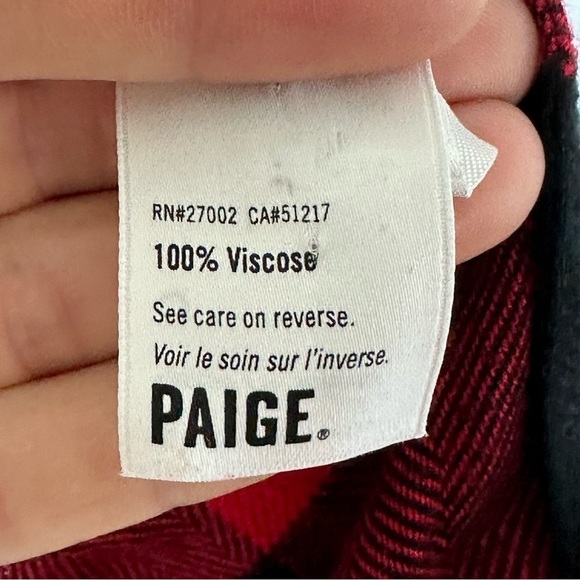 RN#27002 CA#51217
100% Viscose
See care on reverse.
Voir le soin sur l'inverse.
PAIGE®